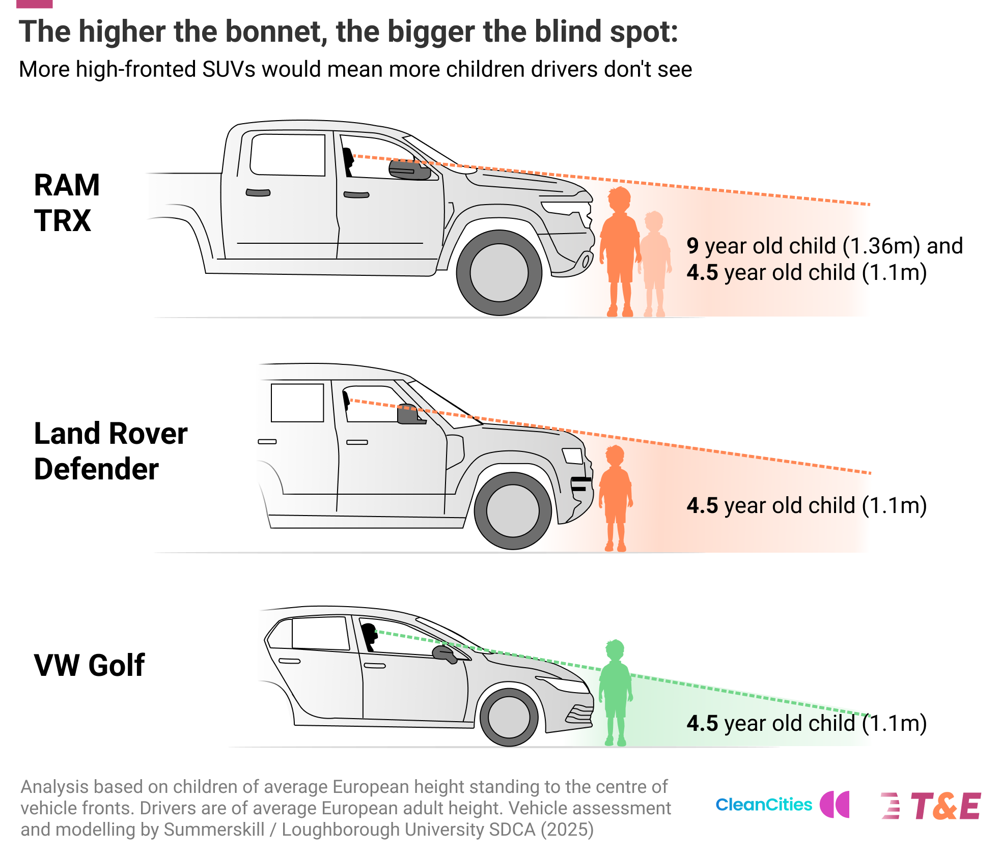 The higher the bonnet, the bigger the blind spot:
More high-fronted SUVs would mean more children drivers don't see
RAM
TRX
9 year old child (1.36m) and
4.5 year old child (1.1m)
Land Rover
Defender
4.5 year old child (1.1m)
VW Golf
4.5 year old child (1.1m)
Analysis based on children of average European height standing to the centre of
vehicle fronts. Drivers are of average European adult height. Vehicle assessment
and modelling by Summerskill / Loughborough University SDCA (2025)
CleanCities
T&E